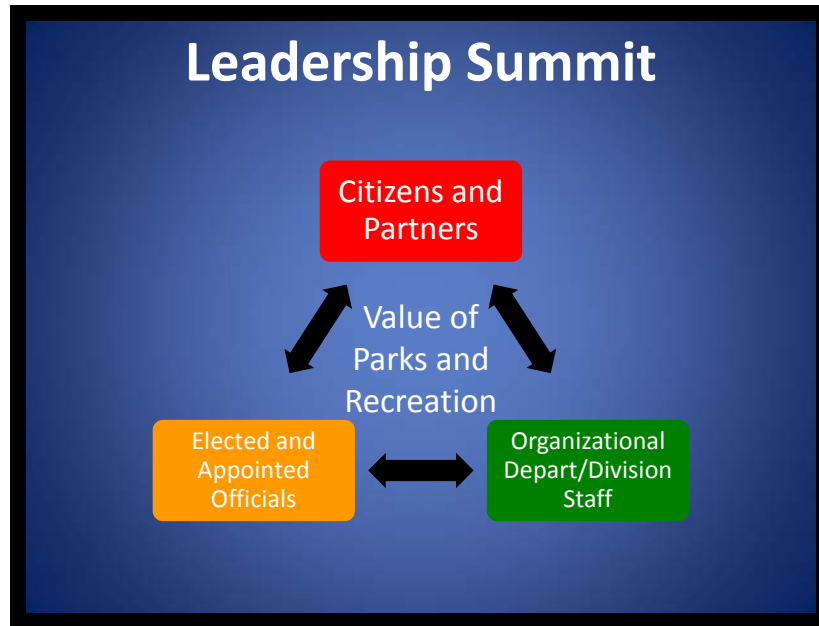 Leadership Summit
Citizens and
Partners
Value of
Parks and
Recreation
Elected and
Appointed
Officials
Organizational
Depart/Division
Staff